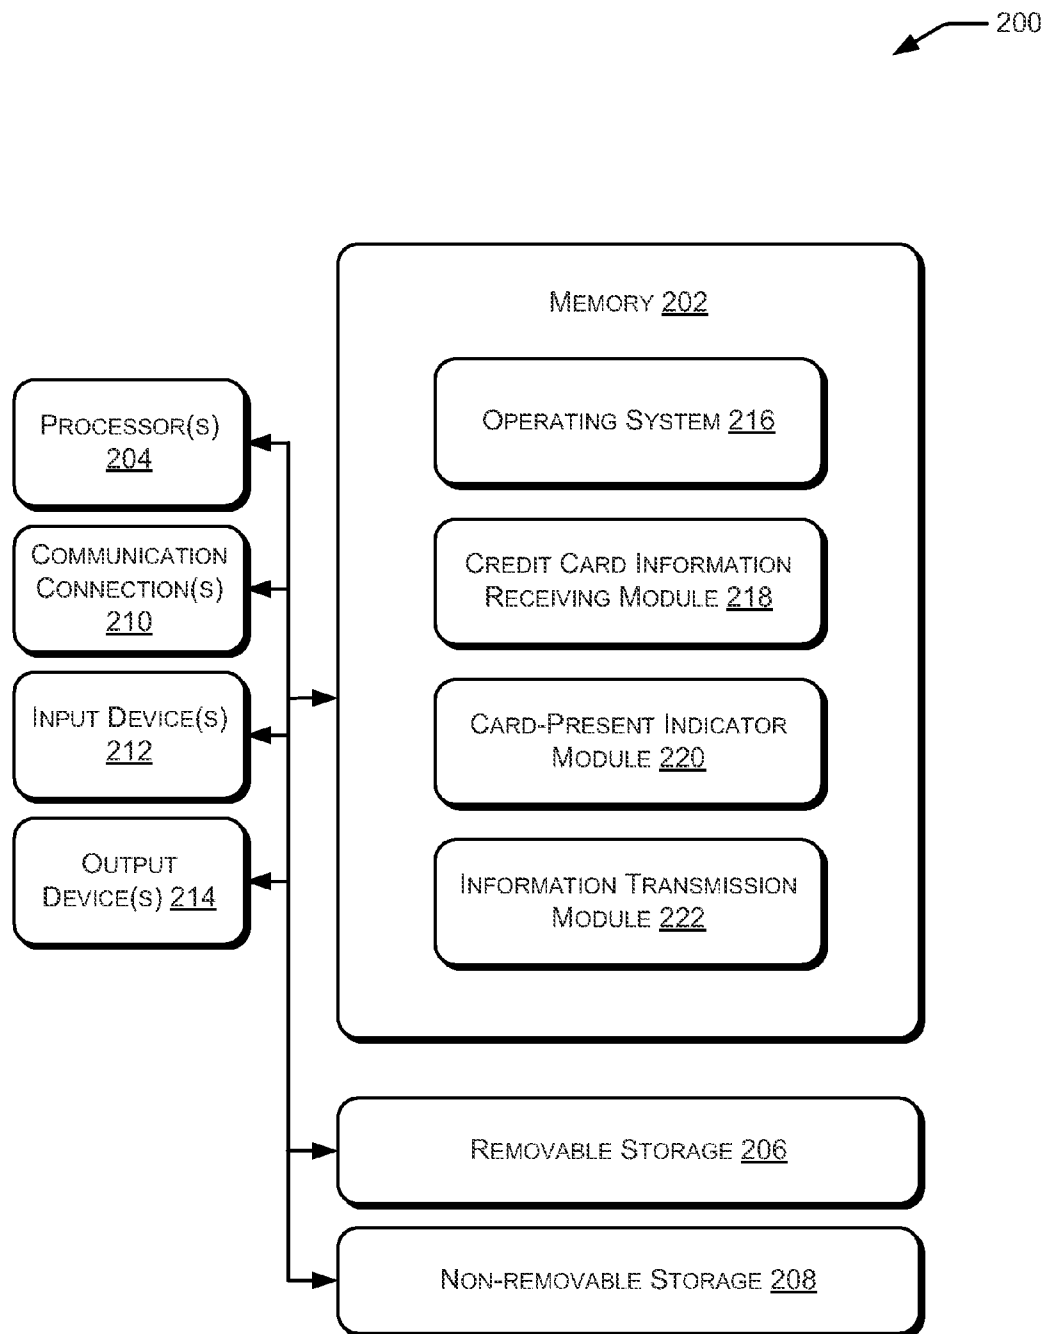 200
MEMORY 202
OPERATING SYSTEM 216
CREDIT CARD INFORMATION
RECEIVING MODULE 218
CARD-PRESENT INDICATOR
MODULE 220
INFORMATION TRANSMISSION
MODULE 222
PROCESSOR(S)
204
COMMUNICATION
CONNECTION(S)
210
INPUT DEVICE(S)
212
OUTPUT
DEVICE(S) 214
REMOVABLE STORAGE 206
NON-REMOVABLE STORAGE 208